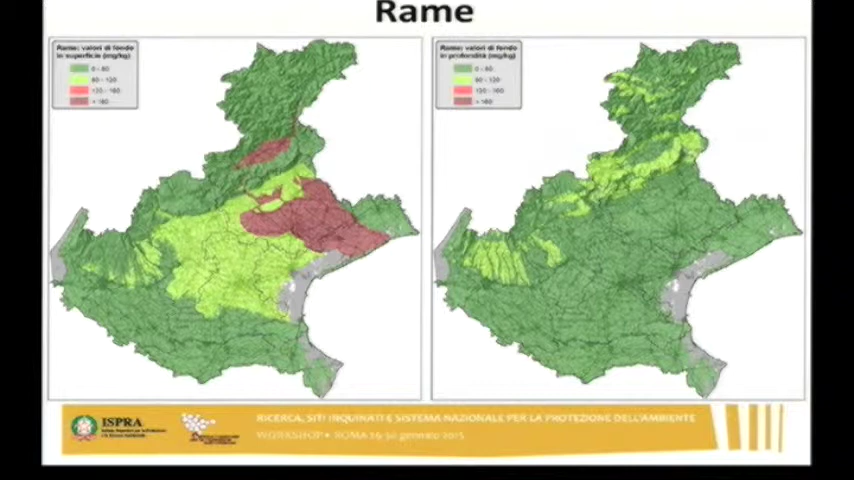 Rame
Rame: valori di fondo
in superficie (mg/kg)
0 - 60
60 - 120
120 - 180
> 180
Rame: valori di fondo
in profondità (mg/kg)
0 - 60
60 - 120
120 - 180
> 180
ISPRA
RICERCA, SITI INQUINATI E SISTEMA NAZIONALE PER LA PROTEZIONE DELL'AMBIENTE
WORKSHOP • ROMA 29-30 gennaio 2015